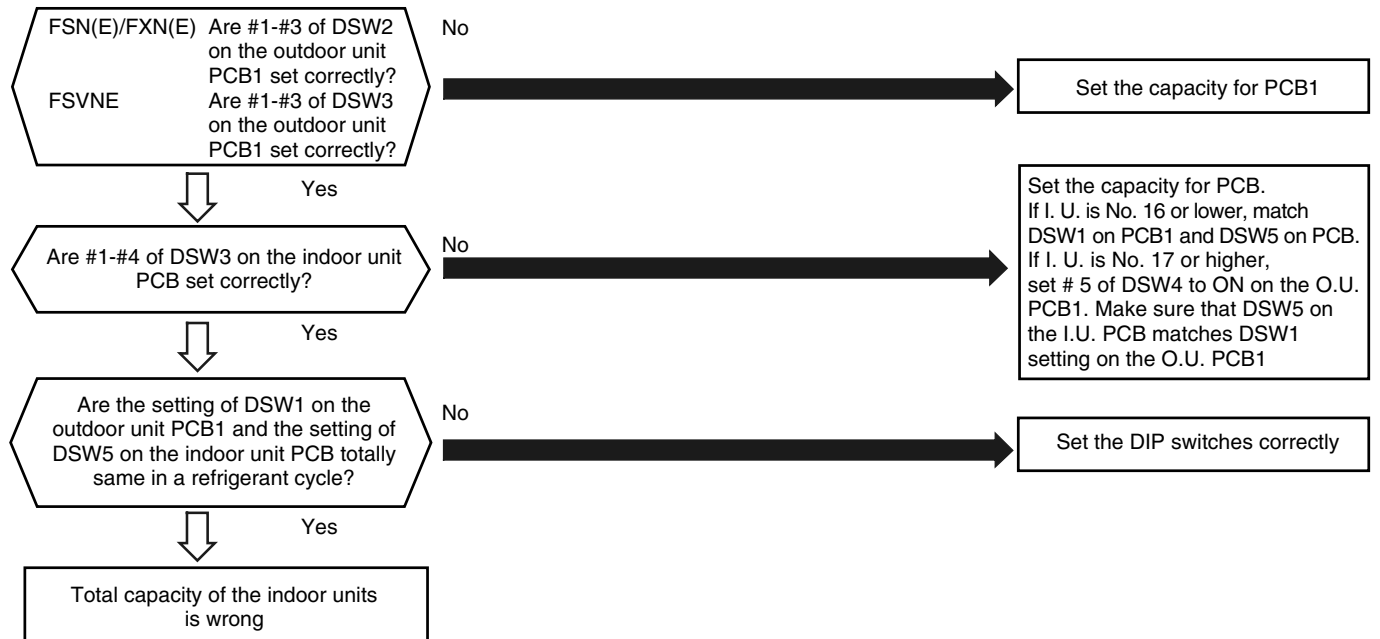 FSN(E)/FXN(E) Are #1-#3 of DSW2
on the outdoor unit
PCB1 set correctly?
FSVNE Are #1-#3 of DSW3
on the outdoor unit
PCB1 set correctly?
No
Set the capacity for PCB1
Yes
Are #1-#4 of DSW3 on the indoor unit
PCB set correctly?
No
Set the capacity for PCB.
If I. U. is No. 16 or lower, match
DSW1 on PCB1 and DSW5 on PCB.
If I. U. is No. 17 or higher,
set # 5 of DSW4 to ON on the O.U.
PCB1. Make sure that DSW5 on
the I.U. PCB matches DSW1
setting on the O.U. PCB1
Yes
Are the setting of DSW1 on the
outdoor unit PCB1 and the setting of
DSW5 on the indoor unit PCB totally
same in a refrigerant cycle?
No
Set the DIP switches correctly
Yes
Total capacity of the indoor units
is wrong